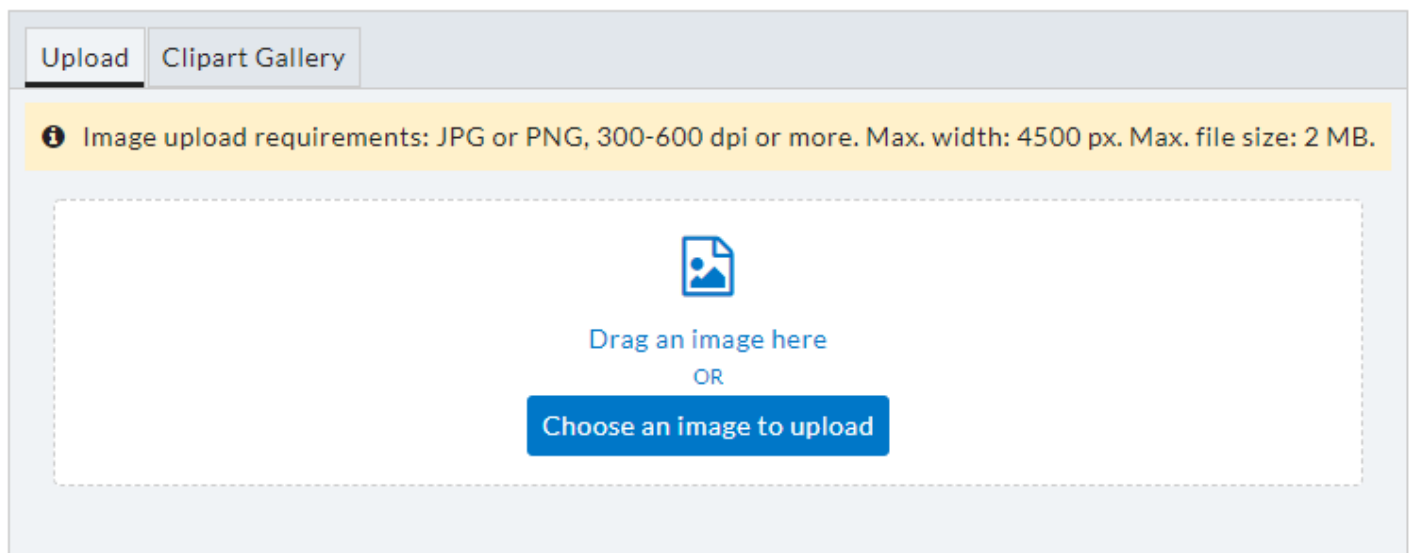 Upload
Clipart Gallery
Image upload requirements: JPG or PNG, 300-600 dpi or more. Max. width: 4500 px. Max. file size: 2 MB.
Drag an image here
OR
Choose an image to upload